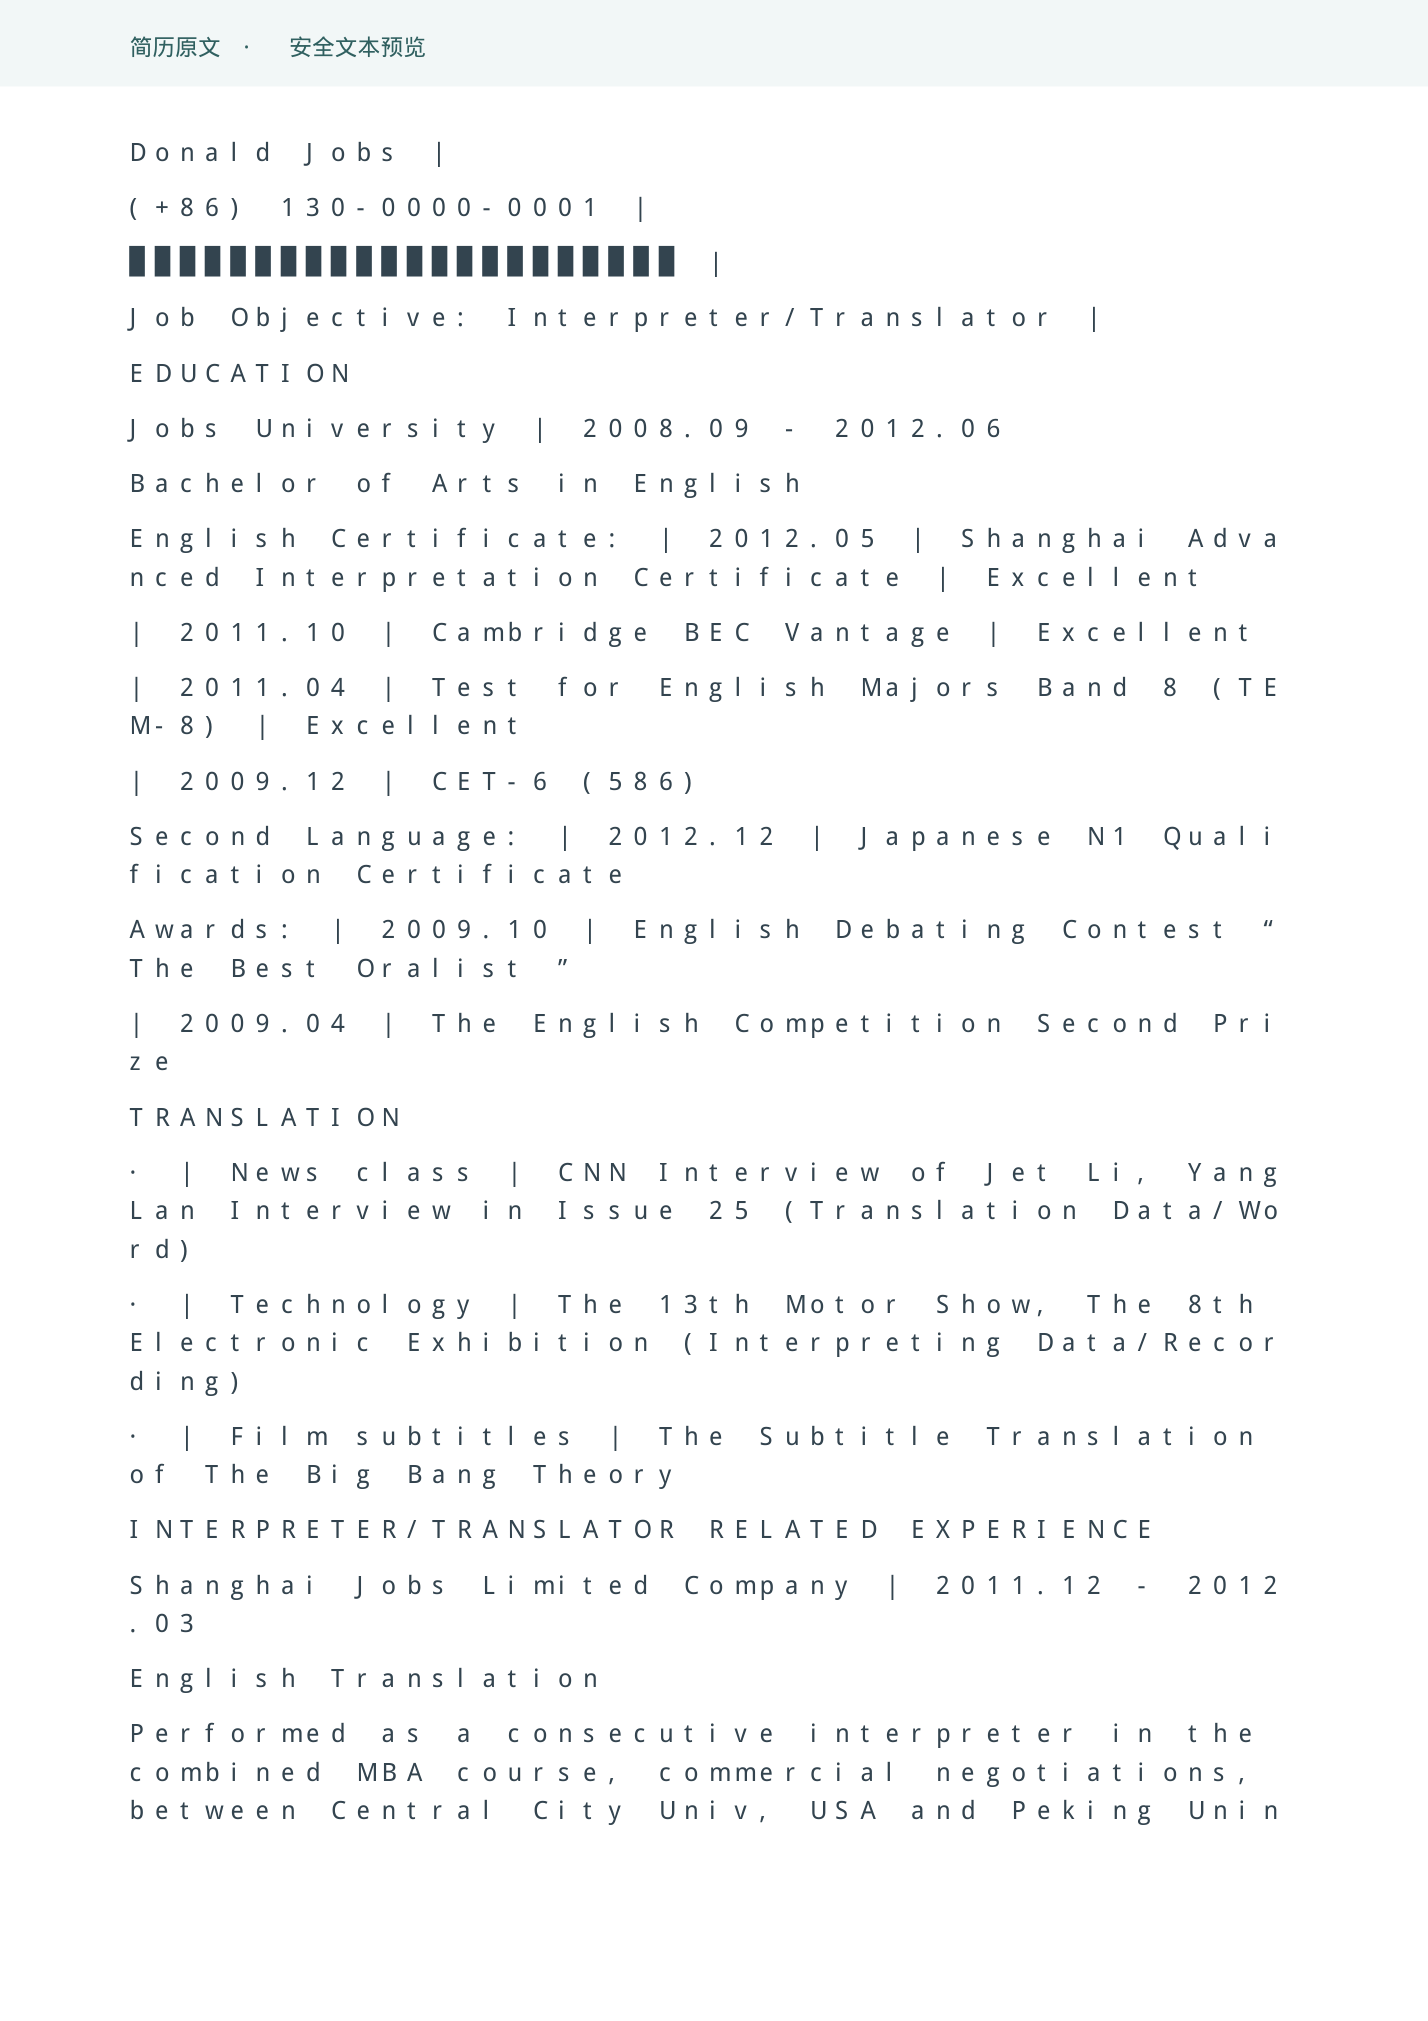 简历原文 · 安全文本预览
Donald Jobs |
(+86) 130-0000-0001 |
██████████████████████ |
Job Objective: Interpreter/Translator |
EDUCATION
Jobs University | 2008.09 - 2012.06
Bachelor of Arts in English
English Certificate: | 2012.05 | Shanghai Adva
nced Interpretation Certificate | Excellent
| 2011.10 | Cambridge BEC Vantage | Excellent
| 2011.04 | Test for English Majors Band 8 (TE
M-8) | Excellent
| 2009.12 | CET-6 (586)
Second Language: | 2012.12 | Japanese N1 Quali
fication Certificate
Awards: | 2009.10 | English Debating Contest “
The Best Oralist ”
| 2009.04 | The English Competition Second Pri
ze
TRANSLATION
· | News class | CNN Interview of Jet Li, Yang
Lan Interview in Issue 25 (Translation Data/Wo
rd)
· | Technology | The 13th Motor Show, The 8th
Electronic Exhibition (Interpreting Data/Recor
ding)
· | Film subtitles | The Subtitle Translation
of The Big Bang Theory
INTERPRETER/TRANSLATOR RELATED EXPERIENCE
Shanghai Jobs Limited Company | 2011.12 - 2012
.03
English Translation
Performed as a consecutive interpreter in the
combined MBA course, commercial negotiations,
between Central City Univ, USA and Peking Unin